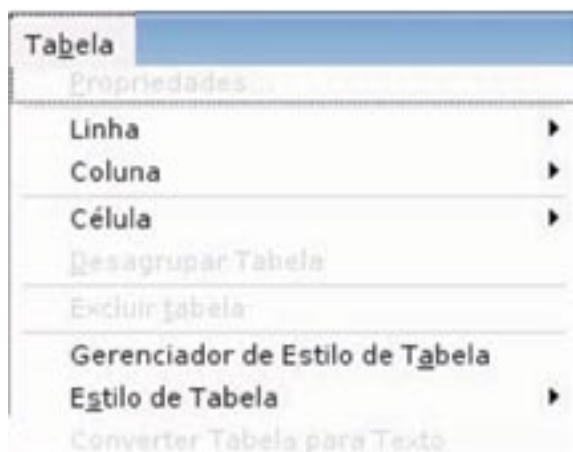 Tabela
Propriedades...
Linha
Coluna
Célula
Desagrupar Tabela
Excluir tabela
Gerenciador de Estilo de Tabela
Estilo de Tabela
Converter Tabela para Texto